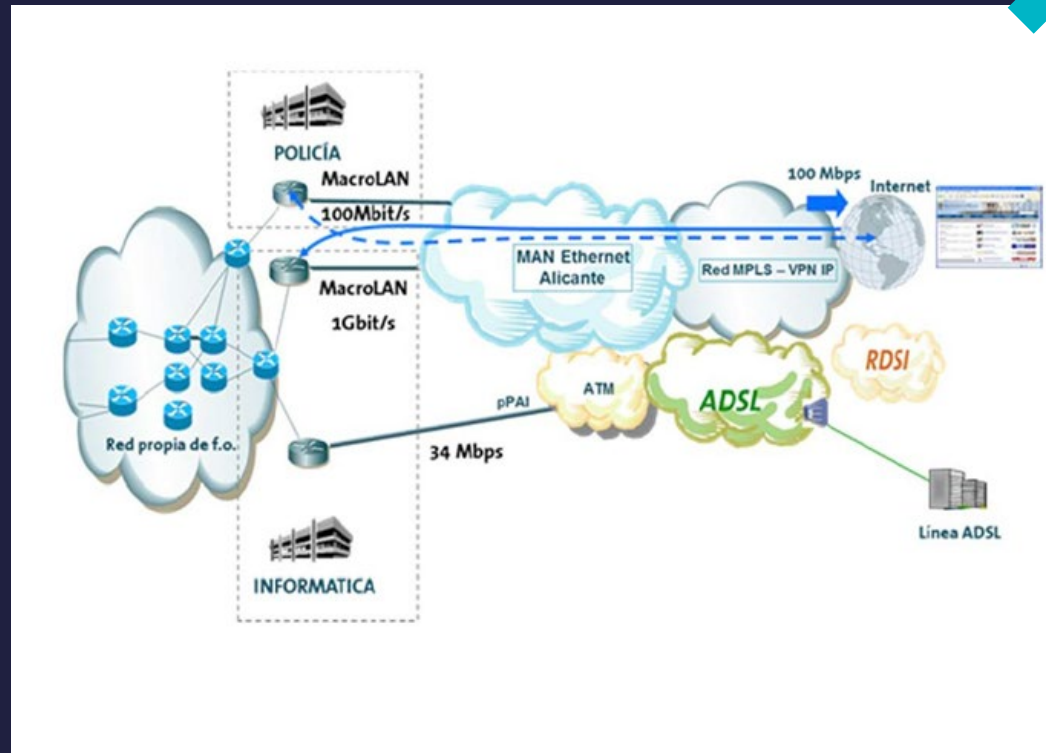 POLICÍA
MacroLAN
100Mbit/s
100 Mbps
Internet
MAN Ethernet
Alicante
Red MPLS – VPN IP
MacroLAN
1Gbit/s
RDSI
ATM
ADSL
pPAI
Red propia de f.o.
34 Mbps
Línea ADSL
INFORMATICA